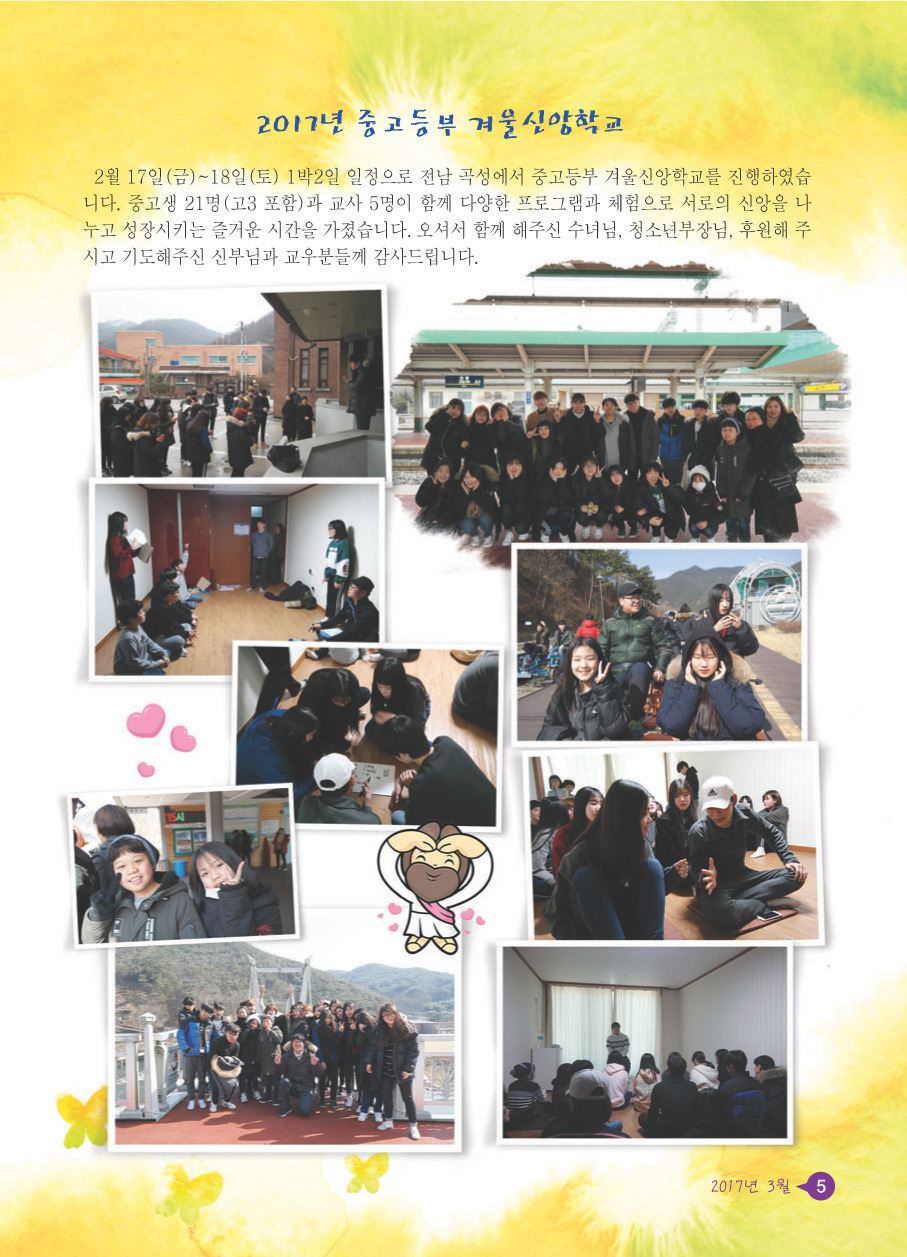 2017년 중고등부 겨울신앙학교
2월 17일(금)~18일(토) 1박2일 일정으로 전남 곡성에서 중고등부 겨울신앙학교를 진행하였습
니다. 중고생 21명(고3 포함)과 교사 5명이 함께 다양한 프로그램과 체험으로 서로의 신앙을 나
누고 성장시키는 즐거운 시간을 가졌습니다. 오셔서 함께 해주신 수녀님, 청소년부장님, 후원해 주
시고 기도해주신 신부님과 교우분들께 감사드립니다.
15시
2017년 3월 5